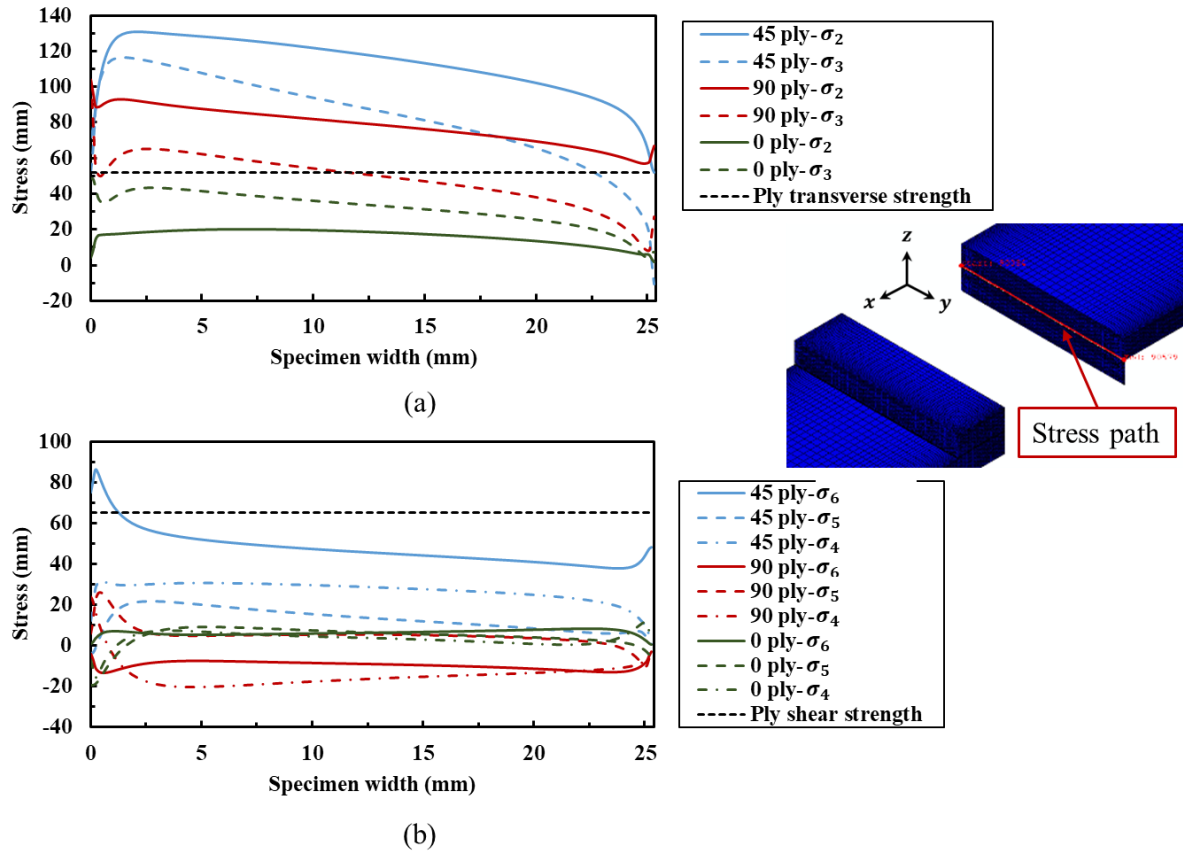 140
120
100
80
60
40
20
0
-20
Stress (mm)
0
5
10
15
20
25
Specimen width (mm)
(a)
45 ply-σ₂
45 ply-σ₃
90 ply-σ₂
90 ply-σ₃
0 ply-σ₂
0 ply-σ₃
Ply transverse strength
z
x
y
Stress path
100
80
60
40
20
0
-20
-40
Stress (mm)
0
5
10
15
20
25
Specimen width (mm)
(b)
45 ply-σ₆
45 ply-σ₅
45 ply-σ₄
90 ply-σ₆
90 ply-σ₅
90 ply-σ₄
0 ply-σ₆
0 ply-σ₅
0 ply-σ₄
Ply shear strength